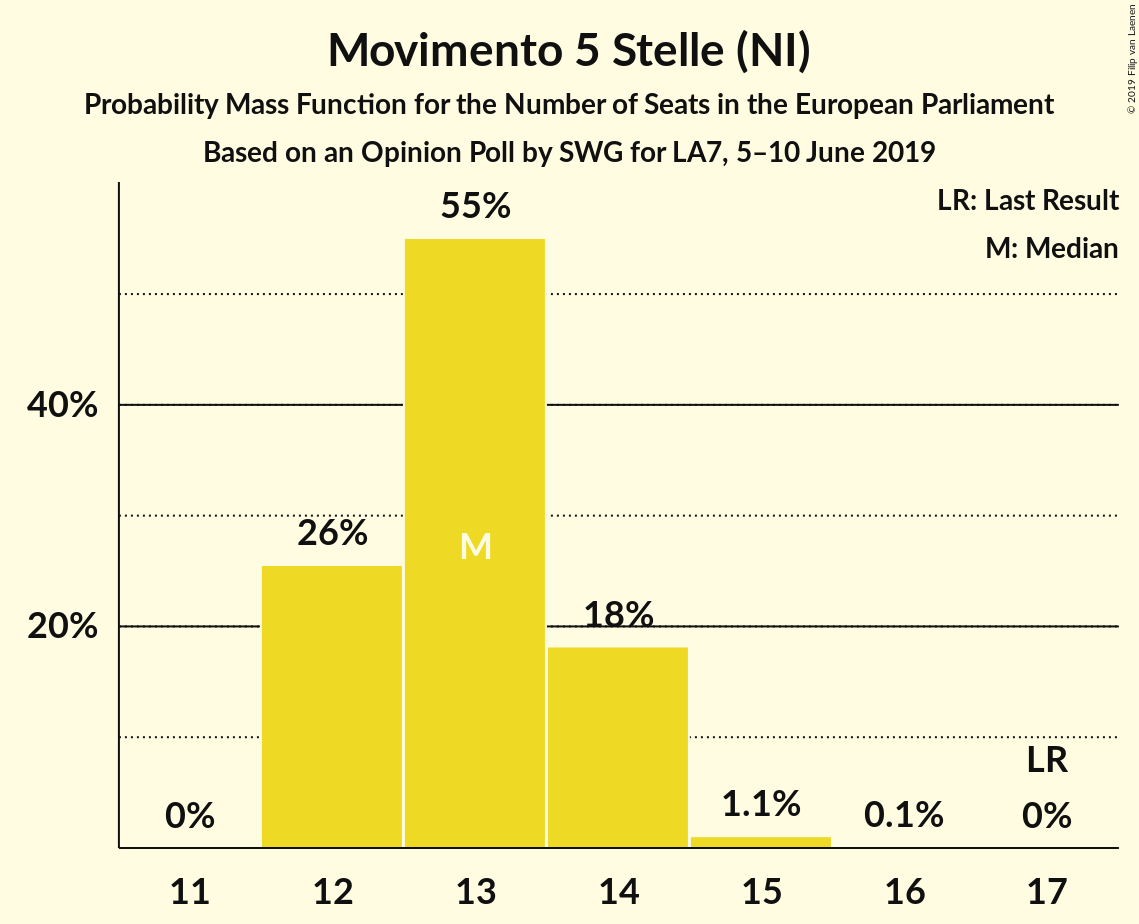 Movimento 5 Stelle (NI)
Probability Mass Function for the Number of Seats in the European Parliament
Based on an Opinion Poll by SWG for LA7, 5–10 June 2019
© 2019 Filip van Laenen
LR: Last Result
M: Median
55%
40%
26%
M
20%
18%
LR
0%
1.1%
0.1%
0%
11 12 13 14 15 16 17